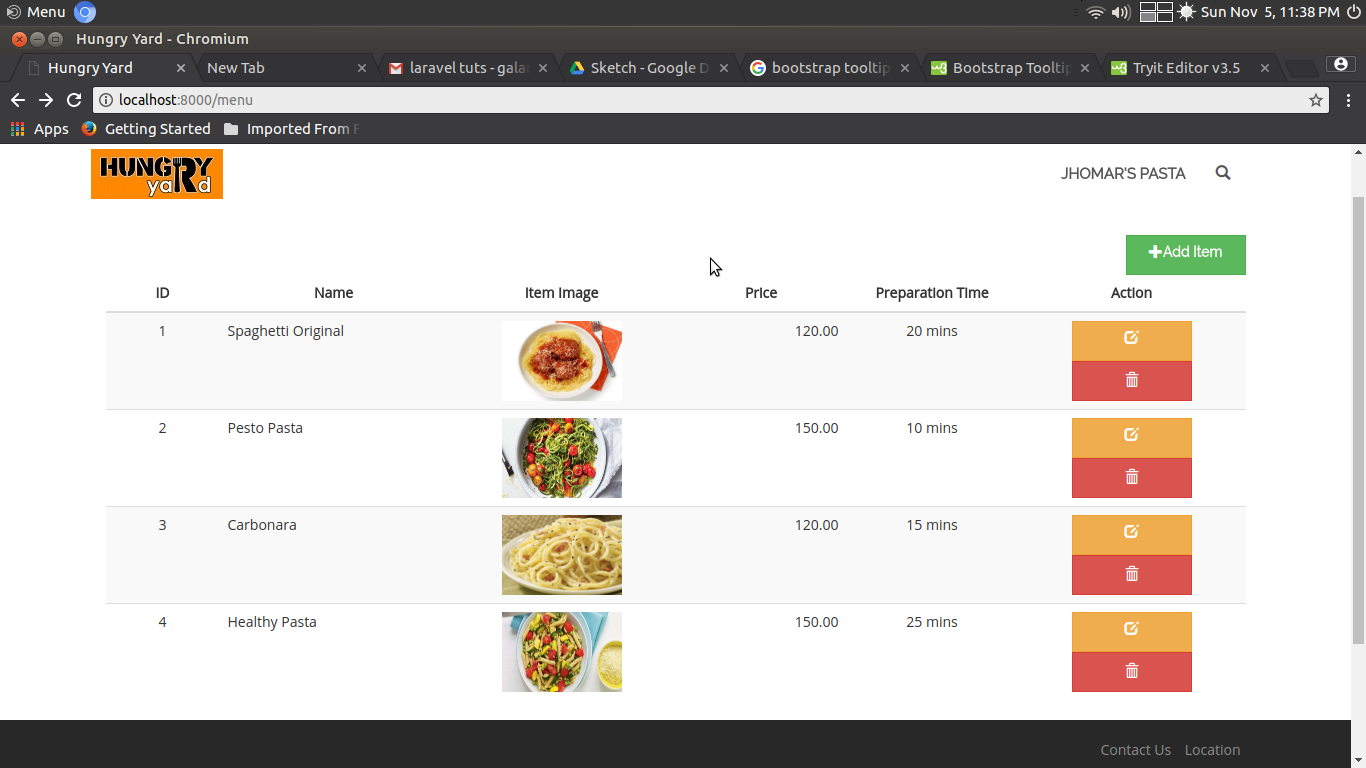 Menu Sun Nov 5, 11:38 PM
Hungry Yard - Chromium
Hungry Yard New Tab laravel tuts - gala Sketch - Google D bootstrap tooltip Bootstrap Tooltip Tryit Editor v3.5
localhost:8000/menu
Apps Getting Started Imported From F
HUNGRY
yaRd
JHOMAR'S PASTA
Add Item
ID Name Item Image Price Preparation Time Action
1 Spaghetti Original 120.00 20 mins
2 Pesto Pasta 150.00 10 mins
3 Carbonara 120.00 15 mins
4 Healthy Pasta 150.00 25 mins
Contact Us Location